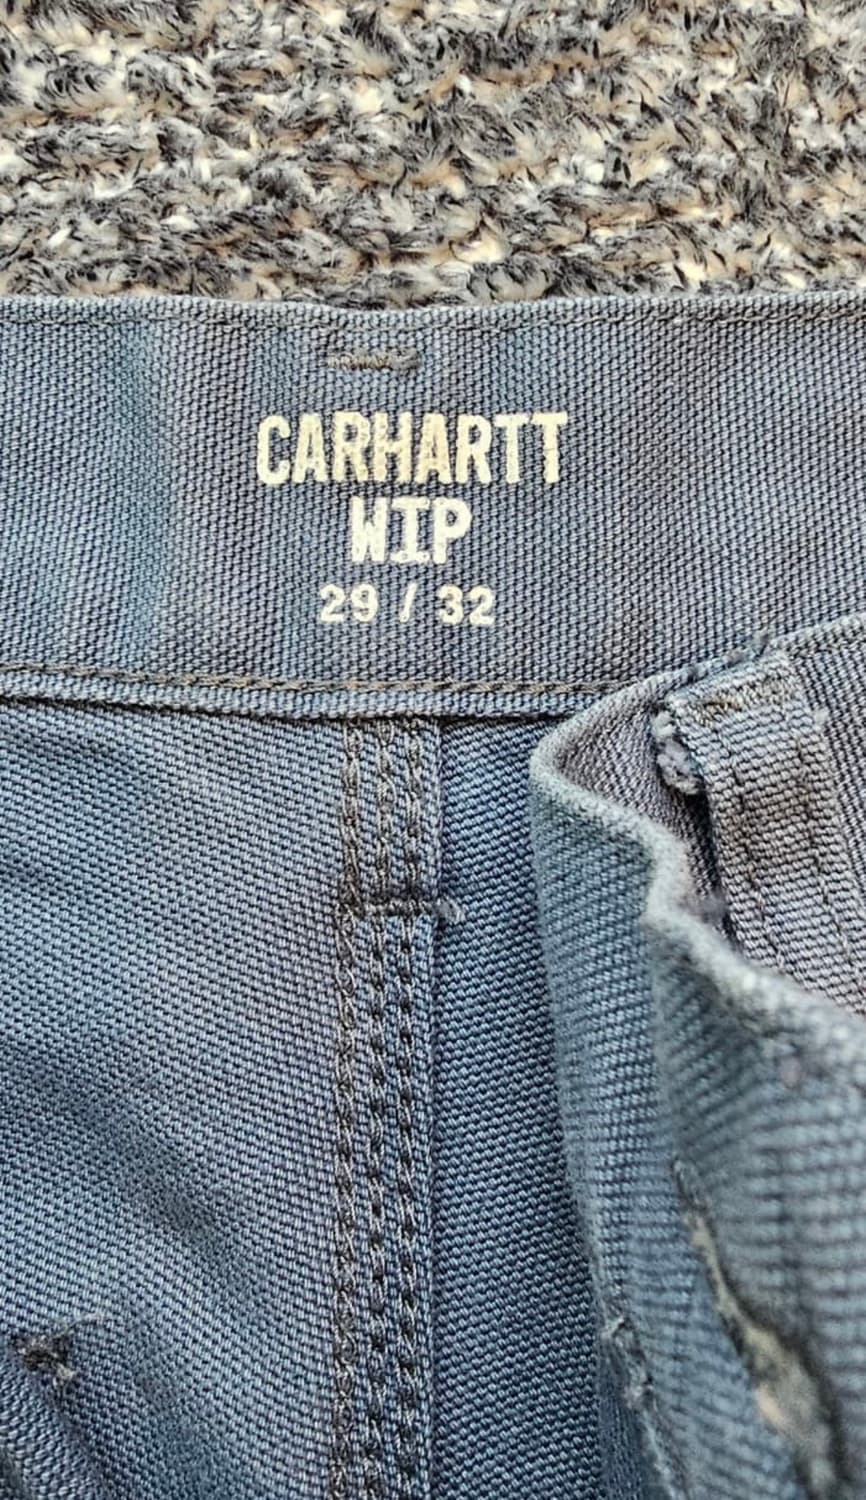 CARHARTT
WIP
29 / 32